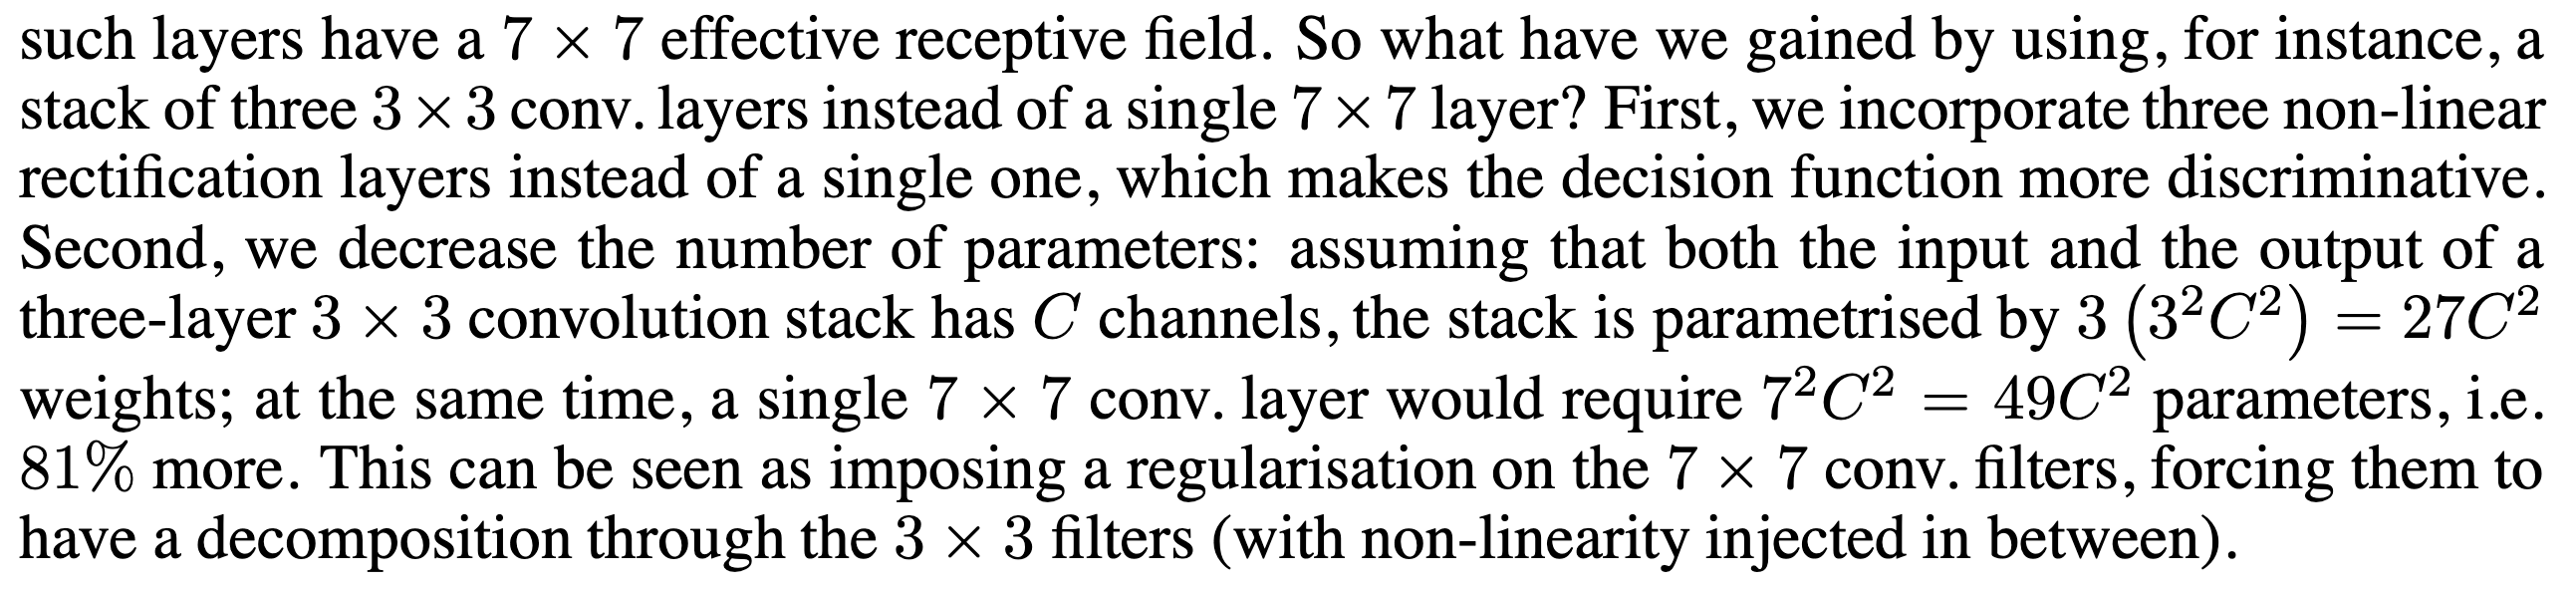 such layers have a 7 × 7 effective receptive field. So what have we gained by using, for instance, a
stack of three 3 × 3 conv. layers instead of a single 7 × 7 layer? First, we incorporate three non-linear
rectification layers instead of a single one, which makes the decision function more discriminative.
Second, we decrease the number of parameters: assuming that both the input and the output of a
three-layer 3 × 3 convolution stack has C channels, the stack is parametrised by 3 (3²C²) = 27C²
weights; at the same time, a single 7 × 7 conv. layer would require 7²C² = 49C² parameters, i.e.
81% more. This can be seen as imposing a regularisation on the 7 × 7 conv. filters, forcing them to
have a decomposition through the 3 × 3 filters (with non-linearity injected in between).